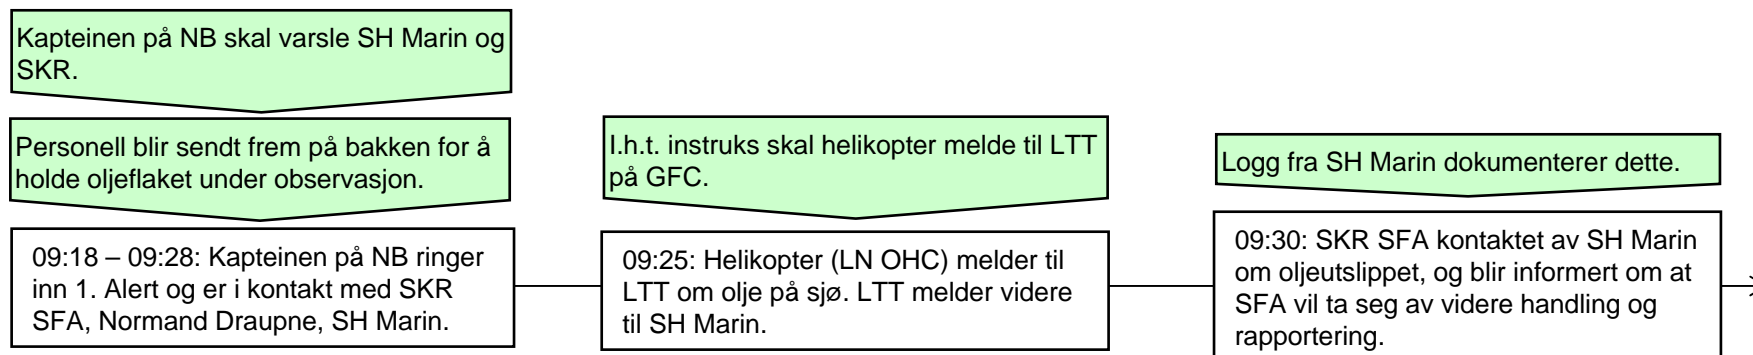 Kapteinen på NB skal varsle SH Marin og
SKR.
Personell blir sendt frem på bakken for å
holde oljeflaket under observasjon.
09:18 – 09:28: Kapteinen på NB ringer
inn 1. Alert og er i kontakt med SKR
SFA, Normand Draupne, SH Marin.
I.h.t. instruks skal helikopter melde til LTT
på GFC.
09:25: Helikopter (LN OHC) melder til
LTT om olje på sjø. LTT melder videre
til SH Marin.
Logg fra SH Marin dokumenterer dette.
09:30: SKR SFA kontaktet av SH Marin
om oljeutslippet, og blir informert om at
SFA vil ta seg av videre handling og
rapportering.